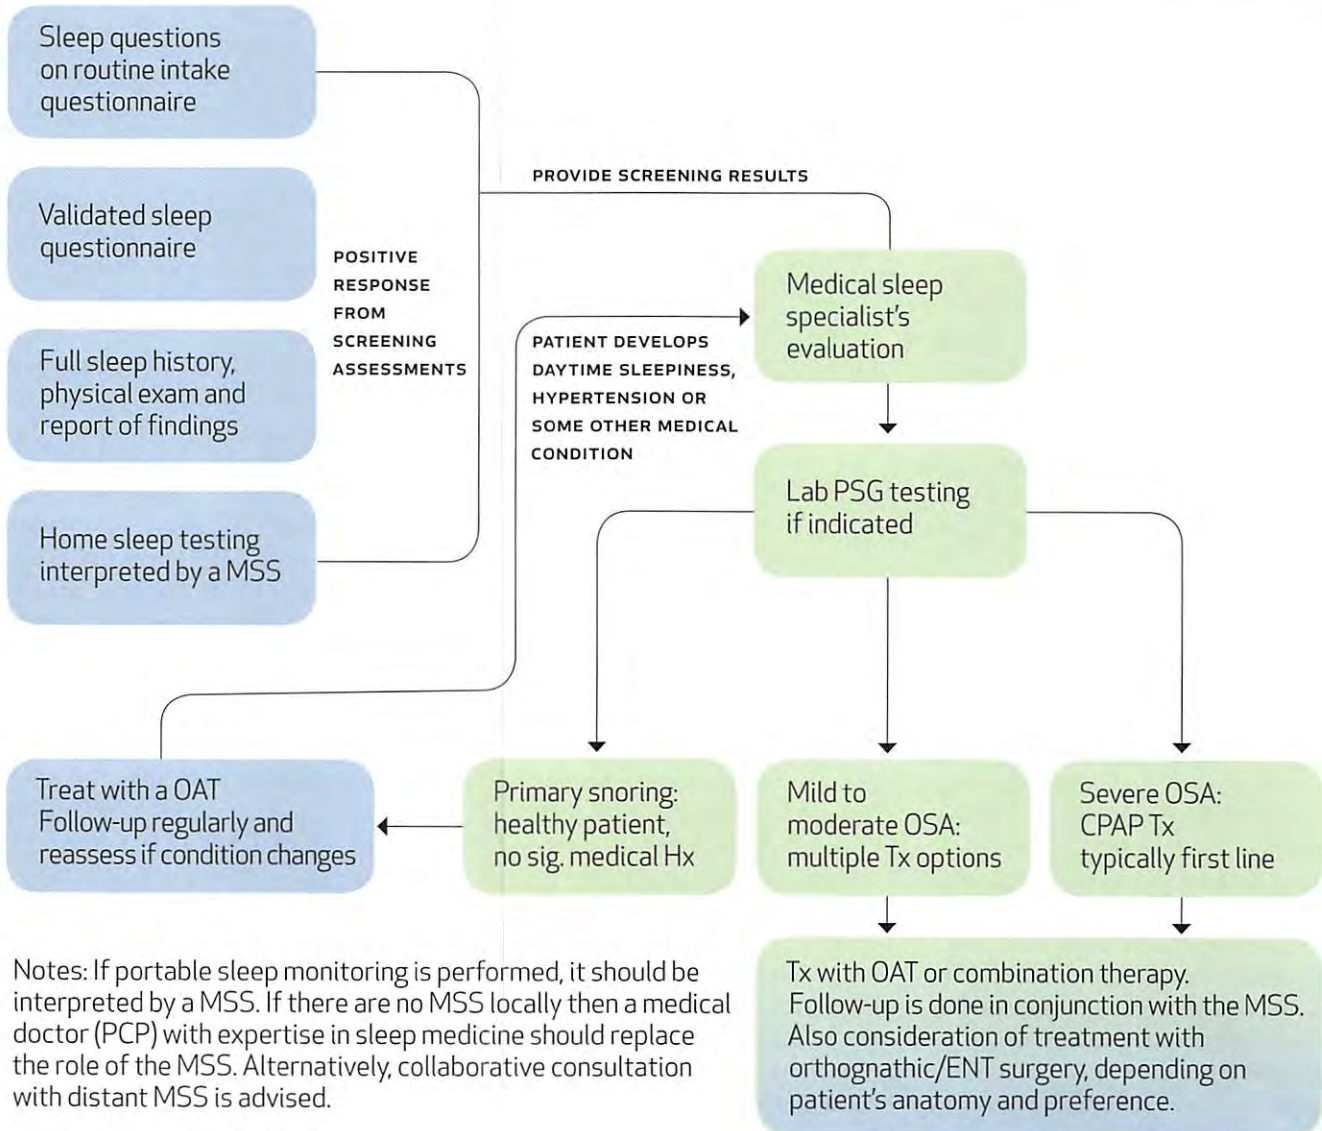 Sleep questions
on routine intake
questionnaire
Validated sleep
questionnaire
Full sleep history,
physical exam and
report of findings
Home sleep testing
interpreted by a MSS
POSITIVE
RESPONSE
FROM
SCREENING
ASSESSMENTS
PROVIDE SCREENING RESULTS
PATIENT DEVELOPS
DAYTIME SLEEPINESS,
HYPERTENSION OR
SOME OTHER MEDICAL
CONDITION
Medical sleep
specialist's
evaluation
Lab PSG testing
if indicated
Treat with a OAT
Follow-up regularly and
reassess if condition changes
Primary snoring:
healthy patient,
no sig. medical Hx
Mild to
moderate OSA:
multiple Tx options
Severe OSA:
CPAP Tx
typically first line
Notes: If portable sleep monitoring is performed, it should be
interpreted by a MSS. If there are no MSS locally then a medical
doctor (PCP) with expertise in sleep medicine should replace
the role of the MSS. Alternatively, collaborative consultation
with distant MSS is advised.
Tx with OAT or combination therapy.
Follow-up is done in conjunction with the MSS.
Also consideration of treatment with
orthognathic/ENT surgery, depending on
patient's anatomy and preference.